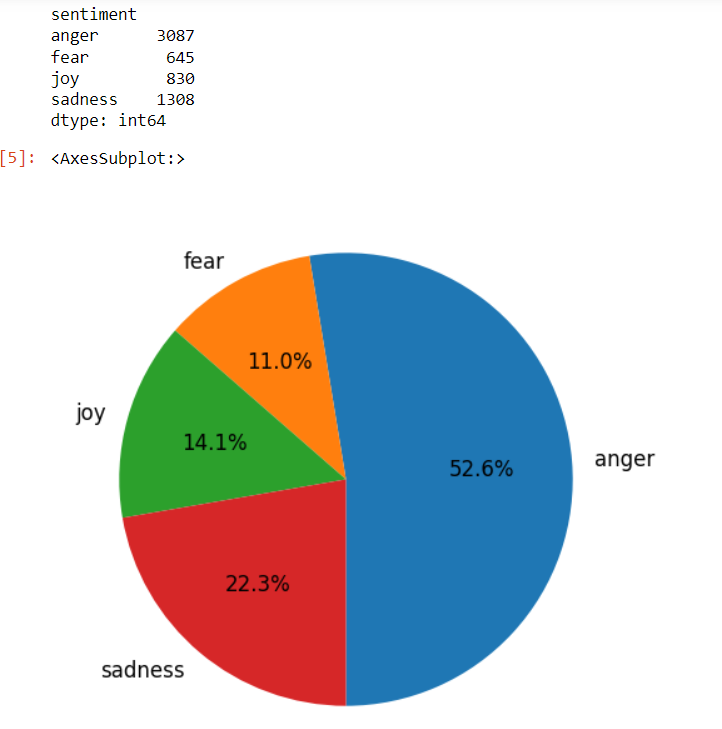 sentiment
anger 3087
fear 645
joy 830
sadness 1308
dtype: int64
[5]: <AxesSubplot:>
fear
11.0%
joy
14.1%
52.6%
anger
22.3%
sadness